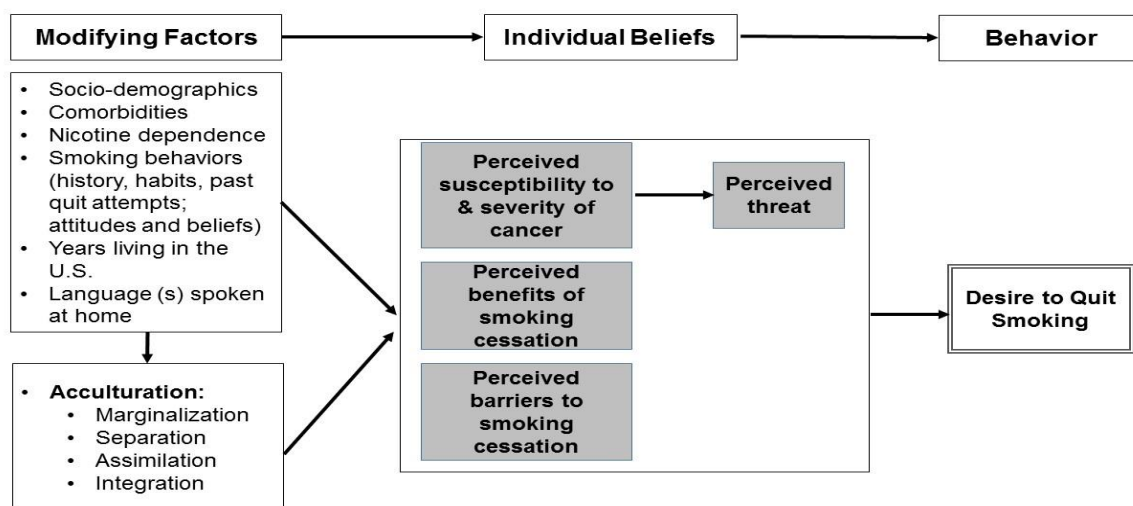 Modifying Factors
Individual Beliefs
Behavior
• Socio-demographics
• Comorbidities
• Nicotine dependence
• Smoking behaviors
(history, habits, past
quit attempts;
attitudes and beliefs)
• Years living in the
U.S.
• Language (s) spoken
at home
• Acculturation:
• Marginalization
• Separation
• Assimilation
• Integration
Perceived
susceptibility to
& severity of
cancer
Perceived
threat
Perceived
benefits of
smoking
cessation
Perceived
barriers to
smoking
cessation
Desire to Quit
Smoking